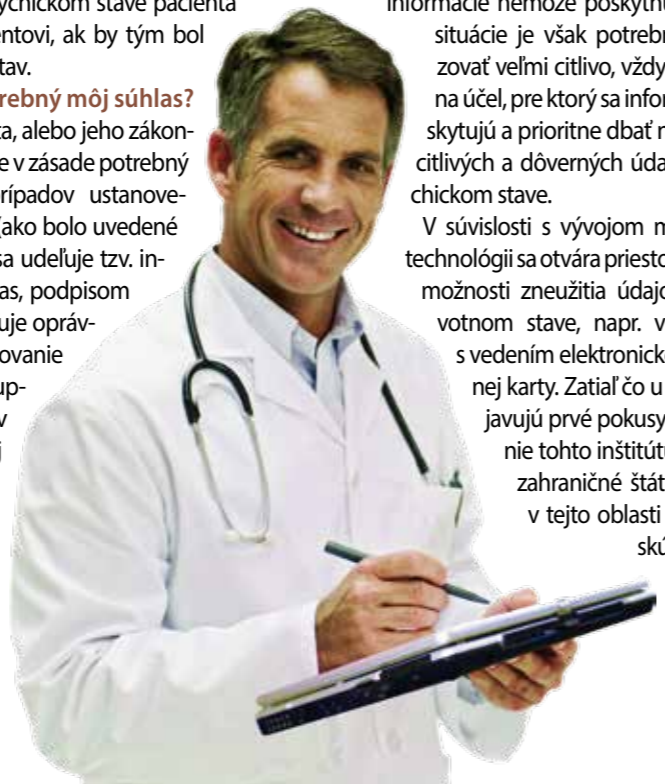 ychickom stave pacienta
entovi, ak by tým bol
tav.
rebný môj súhlas?
ta, alebo jeho zákon-
e v zásade potrebný
rípadov ustanove-
(ako bolo uvedené
sa udeľuje tzv. in-
as, podpisom
uje opráv-
ovanie
up-
v
j
informácie nemôže poskytnú
situácie je však potrebn
zovať veľmi citlivo, vždy
na účel, pre ktorý sa infor
skytujú a prioritne dbať n
citlivých a dôverných úda
chickom stave.
V súvislosti s vývojom m
technológii sa otvára priesto
možnosti zneužitia údajo
votnom stave, napr. v
s vedením elektronick
nej karty. Zatiaľ čo u
javujú prvé pokusy
nie tohto inštitútu
zahraničné štát
v tejto oblasti
skú